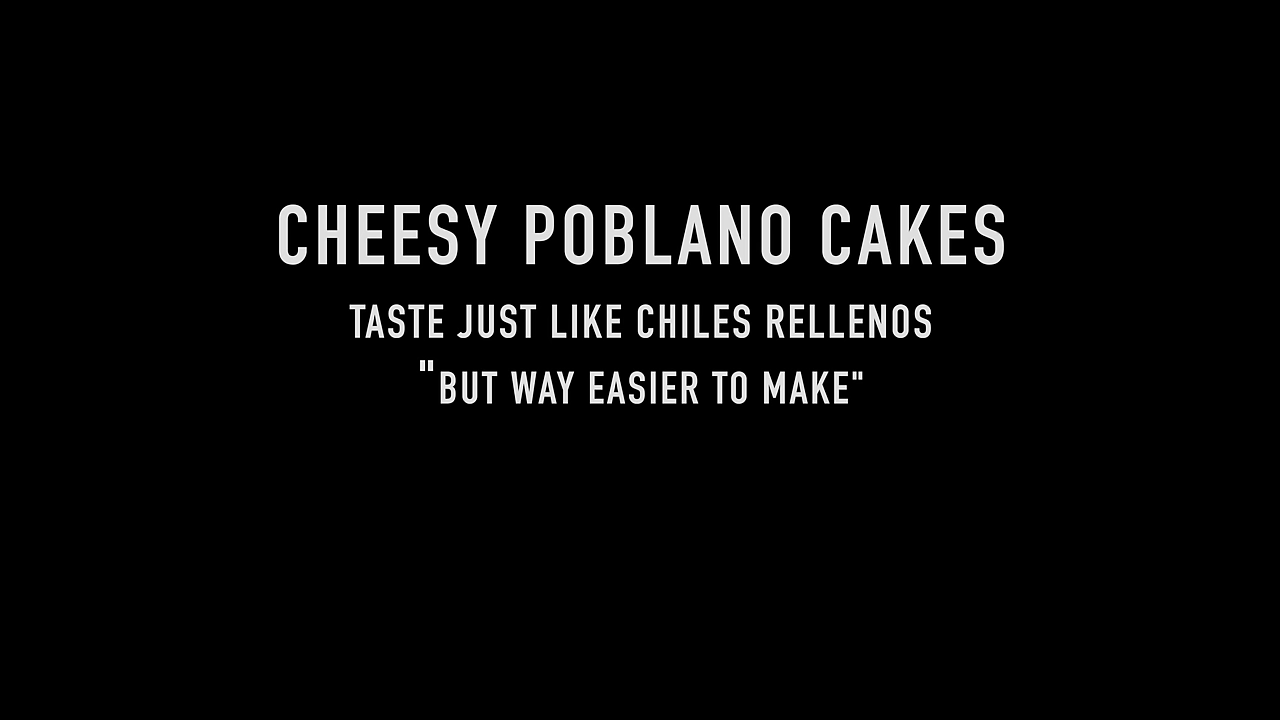 CHEESY POBLANO CAKES
TASTE JUST LIKE CHILES RELLENOS
"BUT WAY EASIER TO MAKE"